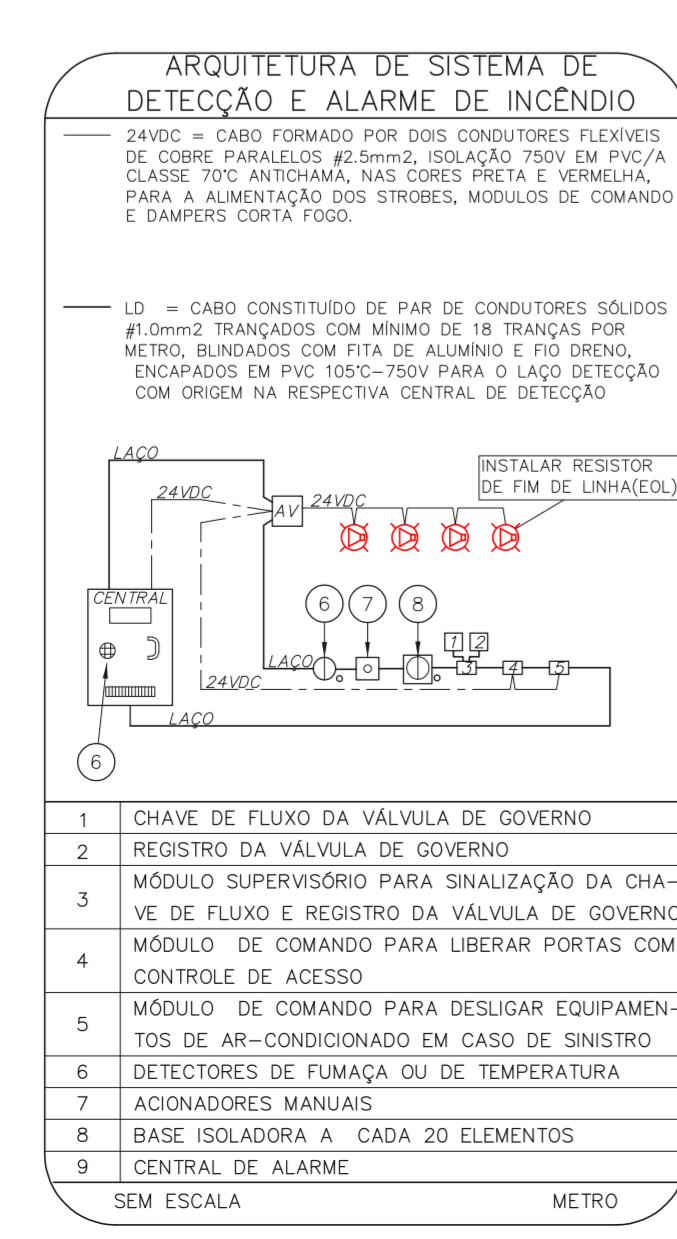 ARQUITETURA DE SISTEMA DE
DETECÇÃO E ALARME DE INCÊNDIO
24VDC = CABO FORMADO POR DOIS CONDUTORES FLEXÍVEIS
DE COBRE PARALELOS #2.5mm2, ISOLAÇÃO 750V EM PVC/A
CLASSE 70°C ANTICHAMA, NAS CORES PRETA E VERMELHA,
PARA A ALIMENTAÇÃO DOS STROBES, MODULOS DE COMANDO
E DAMPERS CORTA FOGO.
LD = CABO CONSTITUÍDO DE PAR DE CONDUTORES SÓLIDOS
#1.0mm2 TRANÇADOS COM MÍNIMO DE 18 TRANÇAS POR
METRO, BLINDADOS COM FITA DE ALUMÍNIO E FIO DRENO,
ENCAPADOS EM PVC 105°C-750V PARA O LAÇO DETECÇÃO
COM ORIGEM NA RESPECTIVA CENTRAL DE DETECÇÃO
LAÇO
INSTALAR RESISTOR
DE FIM DE LINHA(EOL)
24VDC
24VDC
AV
CENTRAL
6 7 8
1 2
LAÇO
3 4 5
24VDC
LAÇO
6
1 CHAVE DE FLUXO DA VÁLVULA DE GOVERNO
2 REGISTRO DA VÁLVULA DE GOVERNO
3 MÓDULO SUPERVISÓRIO PARA SINALIZAÇÃO DA CHA-
VE DE FLUXO E REGISTRO DA VÁLVULA DE GOVERNO
4 MÓDULO DE COMANDO PARA LIBERAR PORTAS COM
CONTROLE DE ACESSO
5 MÓDULO DE COMANDO PARA DESLIGAR EQUIPAMEN-
TOS DE AR-CONDICIONADO EM CASO DE SINISTRO
6 DETECTORES DE FUMAÇA OU DE TEMPERATURA
7 ACIONADORES MANUAIS
8 BASE ISOLADORA A CADA 20 ELEMENTOS
9 CENTRAL DE ALARME
SEM ESCALA METRO